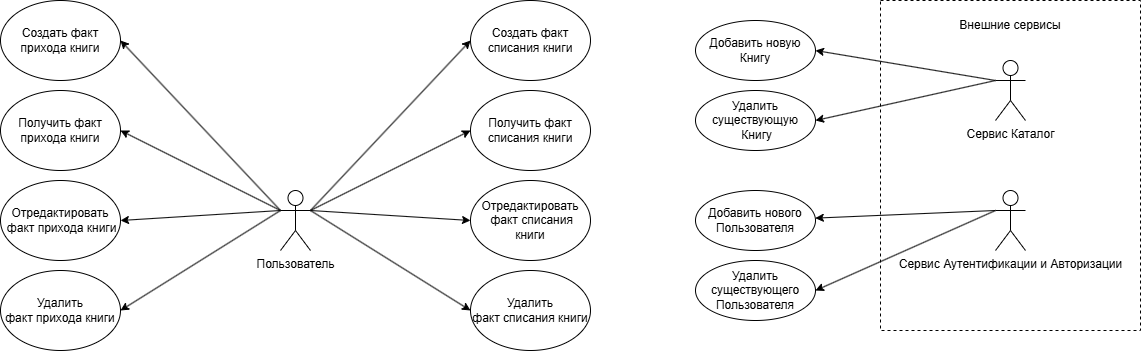 Создать факт
прихода книги
Получить факт
прихода книги
Отредактировать
факт прихода книги
Удалить
факт прихода книги
Пользователь
Создать факт
списания книги
Получить факт
списания книги
Отредактировать
факт списания
книги
Удалить
факт списания книги
Добавить новую
Книгу
Удалить
существующую
Книгу
Добавить нового
Пользователя
Удалить
существующего
Пользователя
Внешние сервисы
Сервис Каталог
Сервис Аутентификации и Авторизации